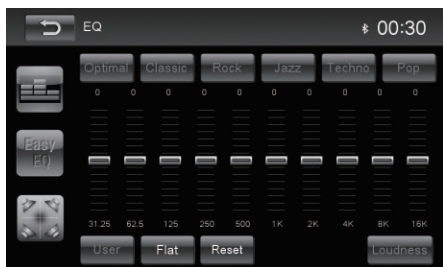 EQ 00:30
Optimal Classic Rock Jazz Techno Pop
0 0 0 0 0 0 0 0 0 0
Easy
EQ
31.25 62.5 125 250 500 1K 2K 4K 8K 16K
User Flat Reset Loudness